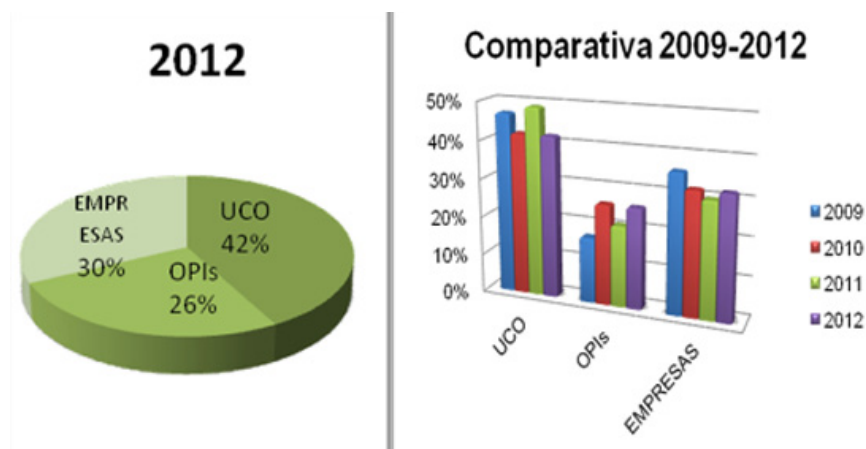 2012
EMPR
ESAS
30%
UCO
42%
OPIs
26%
Comparativa 2009-2012
50%
40%
30%
20%
10%
0%
UCO
OPIs
EMPRESAS
2009
2010
2011
2012